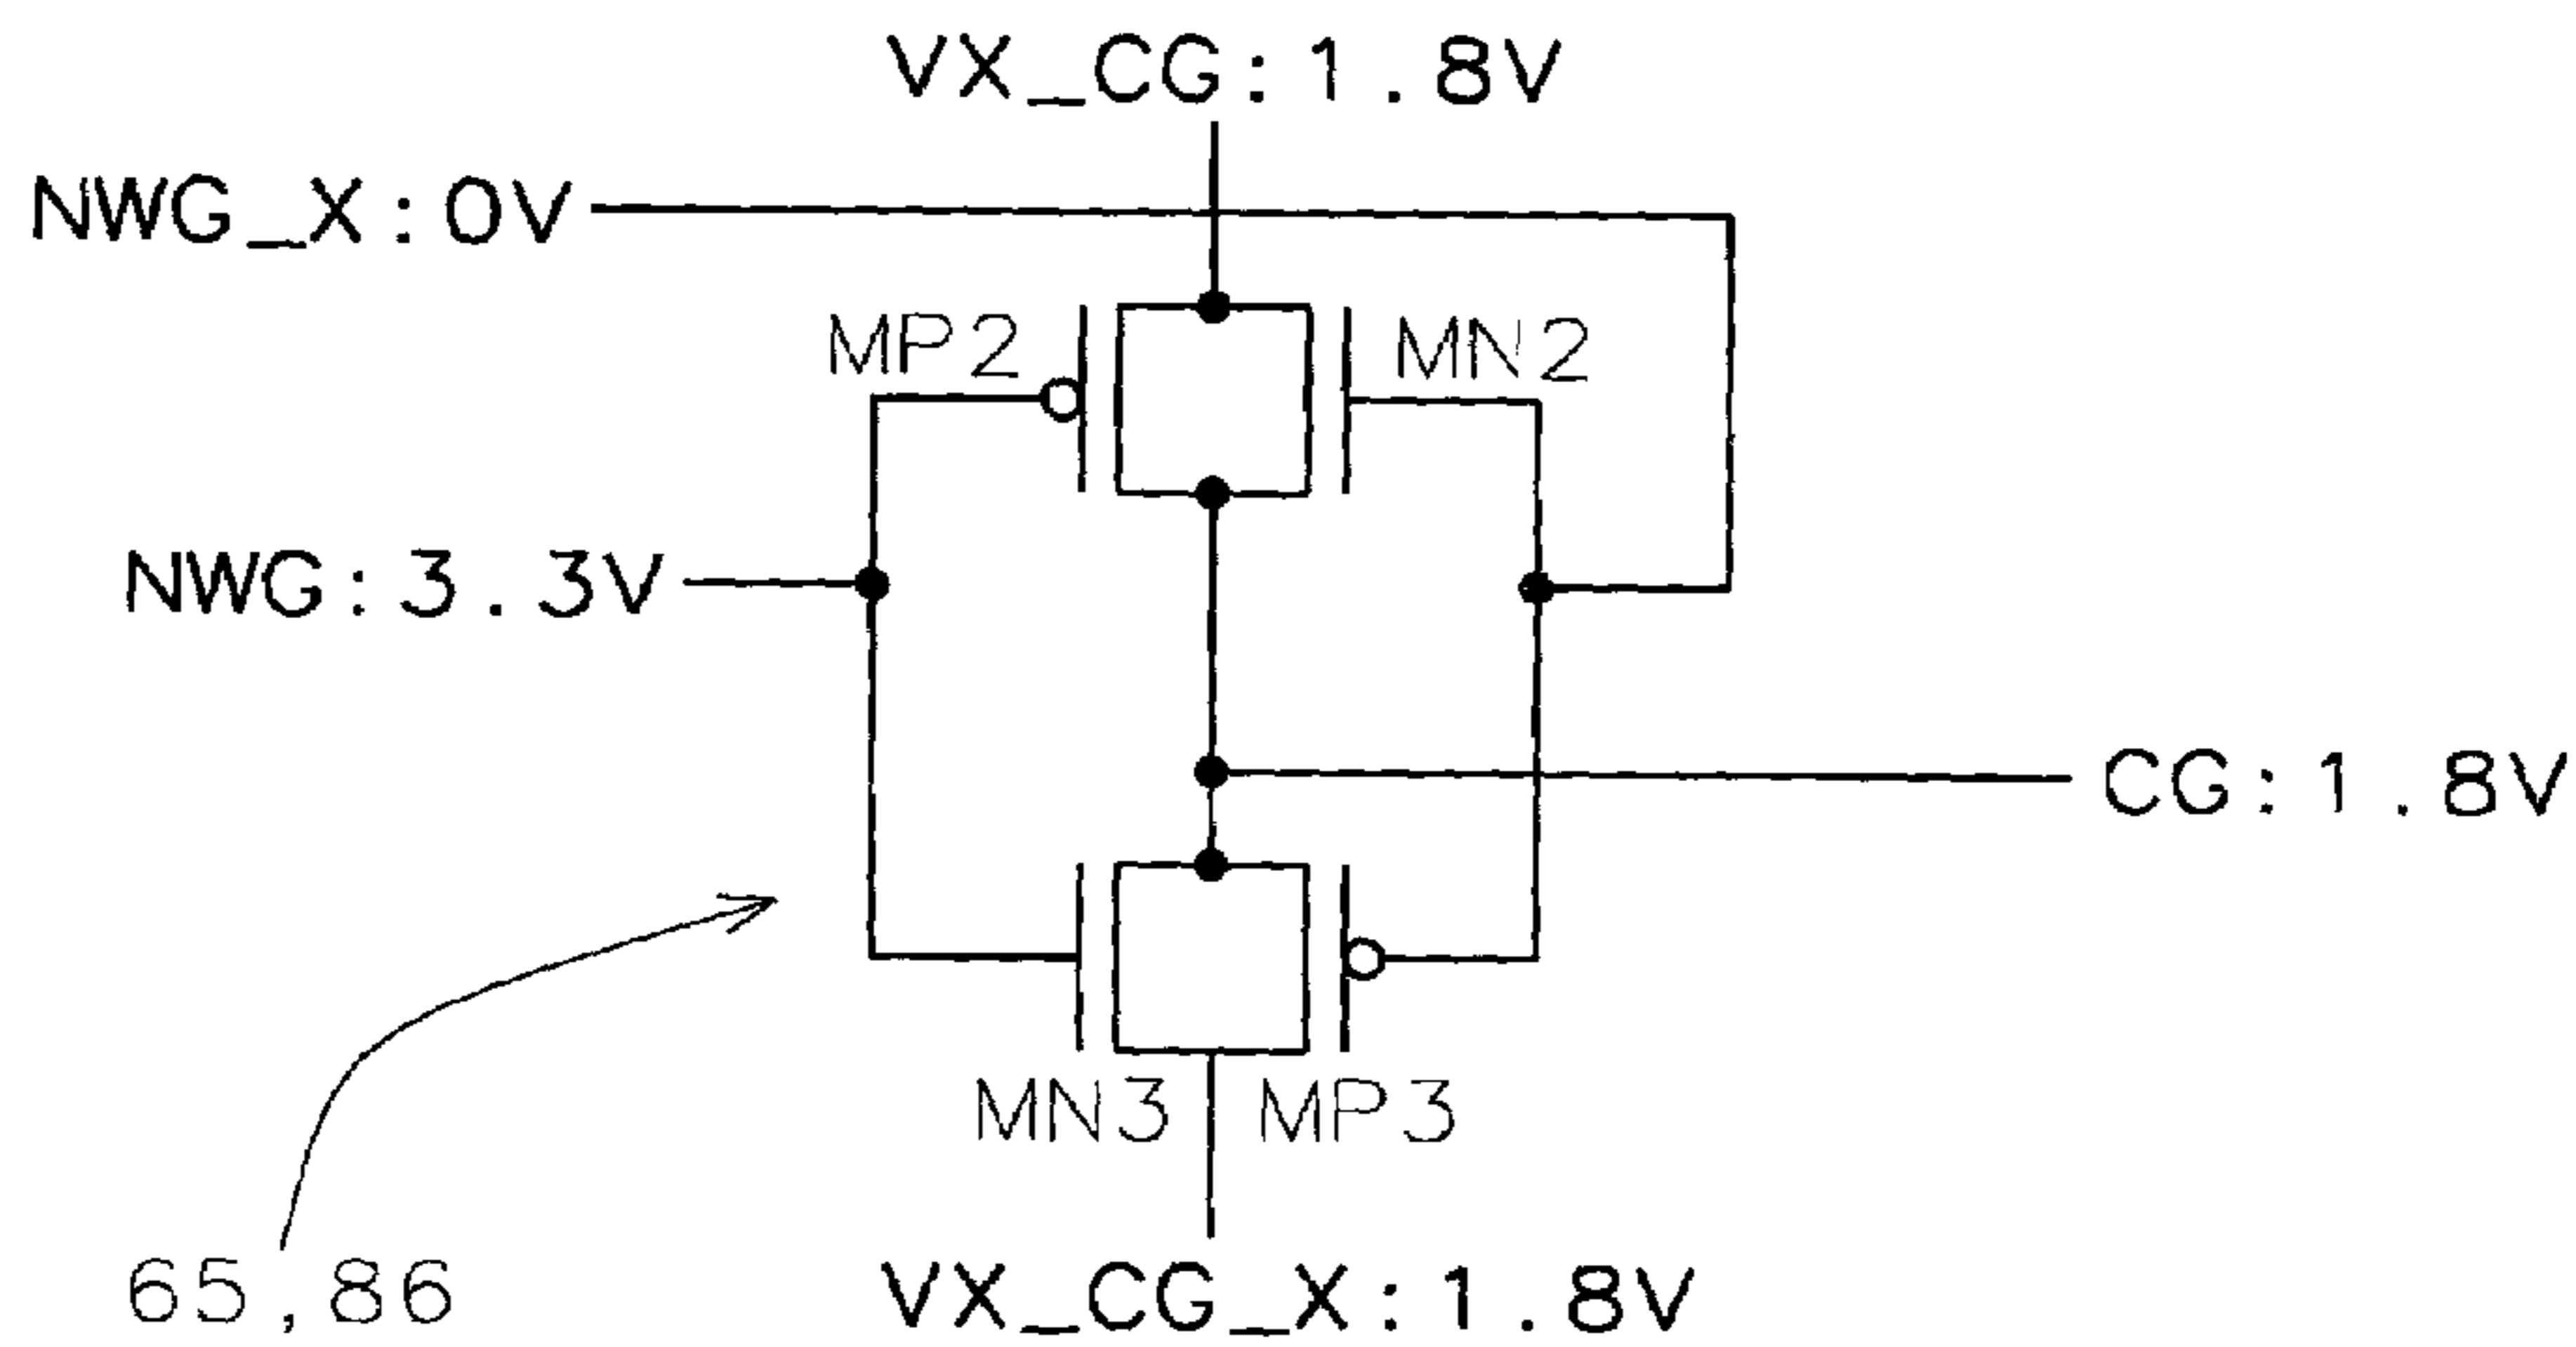 VX_CG:1.8V
NWG_X:0V
MP2
MN2
NWG:3.3V
CG:1.8V
MN3
MP3
65,86
VX_CG_X:1.8V